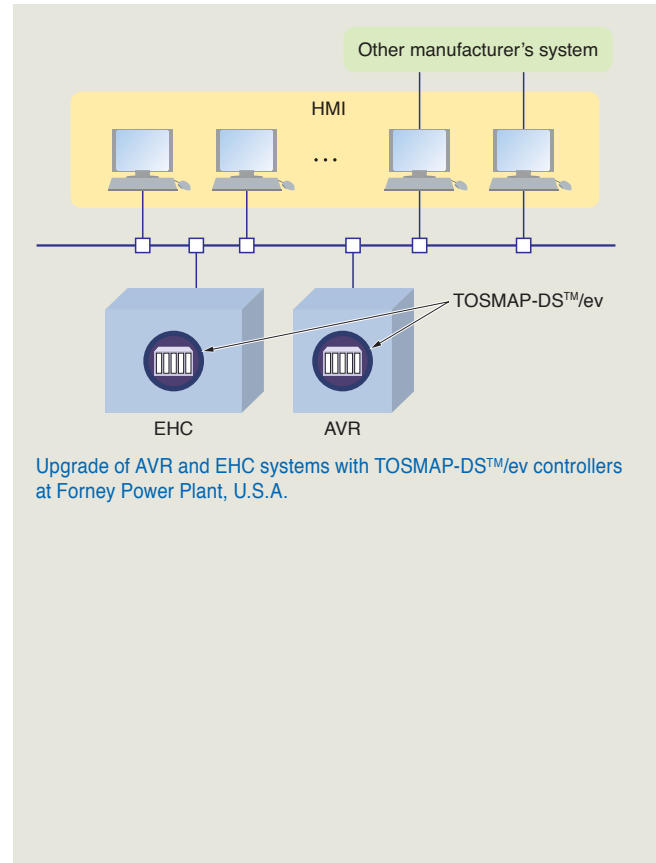 Other manufacturer's system
HMI
...
TOSMAP-DS™/ev
EHC
AVR
Upgrade of AVR and EHC systems with TOSMAP-DS™/ev controllers
at Forney Power Plant, U.S.A.